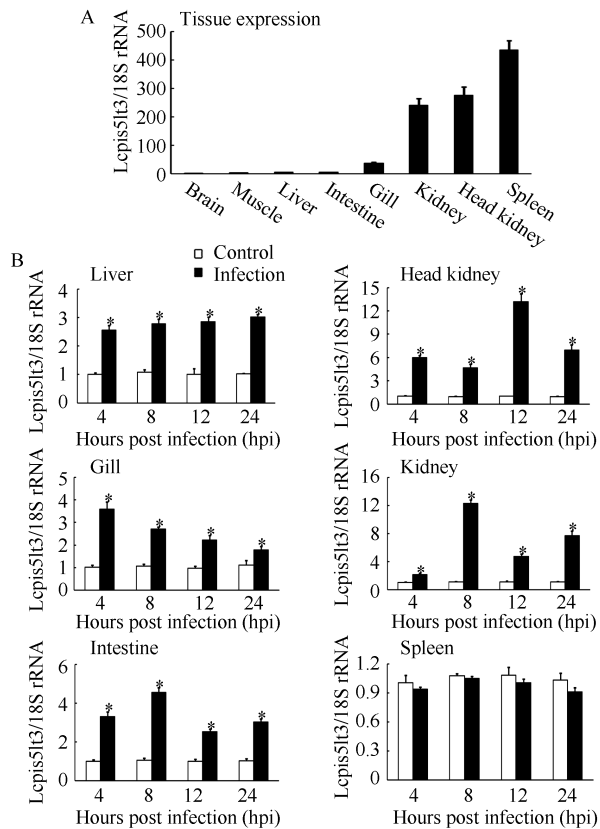 A
Tissue expression
Lcpis5lt3/18S rRNA
500
400
300
200
100
0
Brain
Muscle
Liver
Intestine
Gill
Kidney
Head kidney
Spleen
B
Control
Infection
Liver
Lcpis5lt3/18S rRNA
4
3
2
1
0
* * * *
4 8 12 24
Hours post infection (hpi)
Head kidney
Lcpis5lt3/18S rRNA
15
12
9
6
3
0
* * * *
4 8 12 24
Hours post infection (hpi)
Gill
Lcpis5lt3/18S rRNA
5
4
3
2
1
0
* * * *
4 8 12 24
Hours post infection (hpi)
Kidney
Lcpis5lt3/18S rRNA
16
12
8
4
0
* * * *
4 8 12 24
Hours post infection (hpi)
Intestine
Lcpis5lt3/18S rRNA
6
4
2
0
* * * *
4 8 12 24
Hours post infection (hpi)
Spleen
Lcpis5lt3/18S rRNA
1.2
0.9
0.6
0.3
0
4 8 12 24
Hours post infection (hpi)